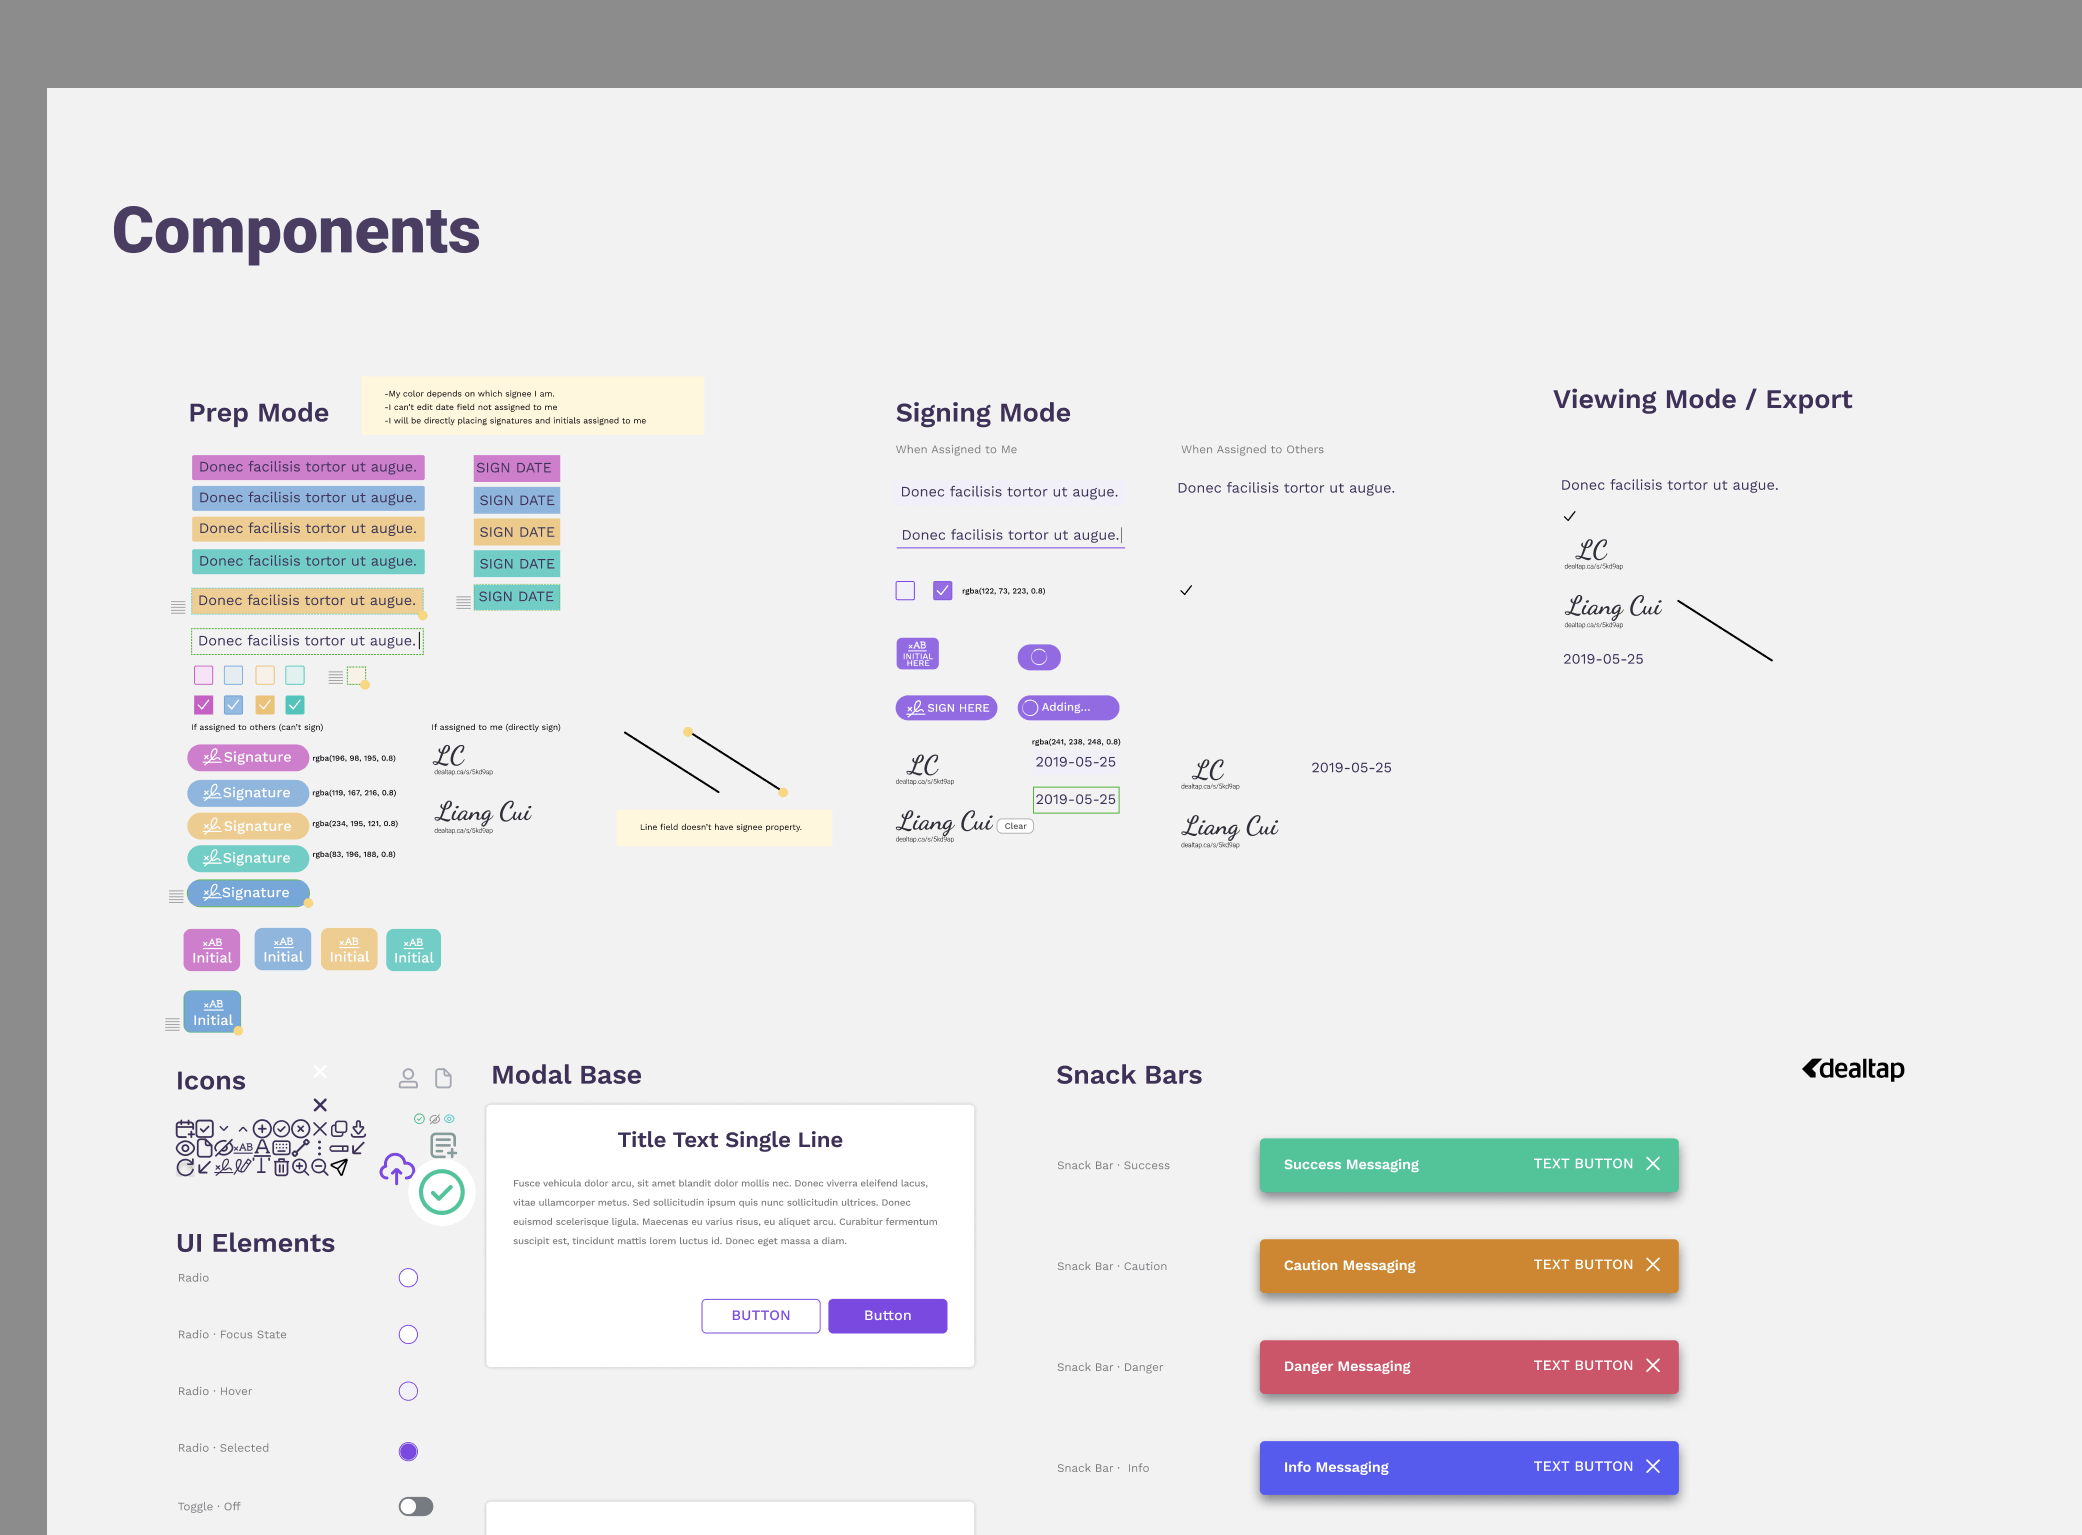 Components
Prep Mode
-My color depends on which signee I am.
-I can't edit date field not assigned to me
-I will be directly placing signatures and initials assigned to me
Donec facilisis tortor ut augue.
Donec facilisis tortor ut augue.
Donec facilisis tortor ut augue.
Donec facilisis tortor ut augue.
Donec facilisis tortor ut augue.
Donec facilisis tortor ut augue.
SIGN DATE
SIGN DATE
SIGN DATE
SIGN DATE
SIGN DATE
If assigned to others (can't sign)
If assigned to me (directly sign)
xSignature
rgba(196, 98, 195, 0.8)
xSignature
rgba(119, 167, 216, 0.8)
xSignature
rgba(234, 195, 121, 0.8)
xSignature
rgba(83, 196, 188, 0.8)
xSignature
LC
dealtap.ca/s/5kd9ap
Liang Cui
dealtap.ca/s/5kd9ap
Line field doesn't have signee property.
xAB
Initial
xAB
Initial
xAB
Initial
xAB
Initial
xAB
Initial
Signing Mode
When Assigned to Me
Donec facilisis tortor ut augue.
Donec facilisis tortor ut augue.
rgba(122, 73, 223, 0.8)
xAB
INITIAL
HERE
SIGN HERE
Adding...
rgba(241, 238, 248, 0.8)
2019-05-25
2019-05-25
LC
dealtap.ca/s/5kd9ap
Liang Cui
Clear
dealtap.ca/s/5kd9ap
When Assigned to Others
Donec facilisis tortor ut augue.
LC
dealtap.ca/s/5kd9ap
2019-05-25
Liang Cui
dealtap.ca/s/5kd9ap
Viewing Mode / Export
Donec facilisis tortor ut augue.
LC
dealtap.ca/s/5kd9ap
Liang Cui
dealtap.ca/s/5kd9ap
2019-05-25
Icons
xAB
UI Elements
Radio
Radio · Focus State
Radio · Hover
Radio · Selected
Toggle · Off
Modal Base
Title Text Single Line
Fusce vehicula dolor arcu, sit amet blandit dolor mollis nec. Donec viverra eleifend lacus,
vitae ullamcorper metus. Sed sollicitudin ipsum quis nunc sollicitudin ultrices. Donec
euismod scelerisque ligula. Maecenas eu varius risus, eu aliquet arcu. Curabitur fermentum
suscipit est, tincidunt mattis lorem luctus id. Donec eget massa a diam.
BUTTON
Button
Snack Bars
dealtap
Snack Bar · Success
Success Messaging
TEXT BUTTON
Snack Bar · Caution
Caution Messaging
TEXT BUTTON
Snack Bar · Danger
Danger Messaging
TEXT BUTTON
Snack Bar · Info
Info Messaging
TEXT BUTTON